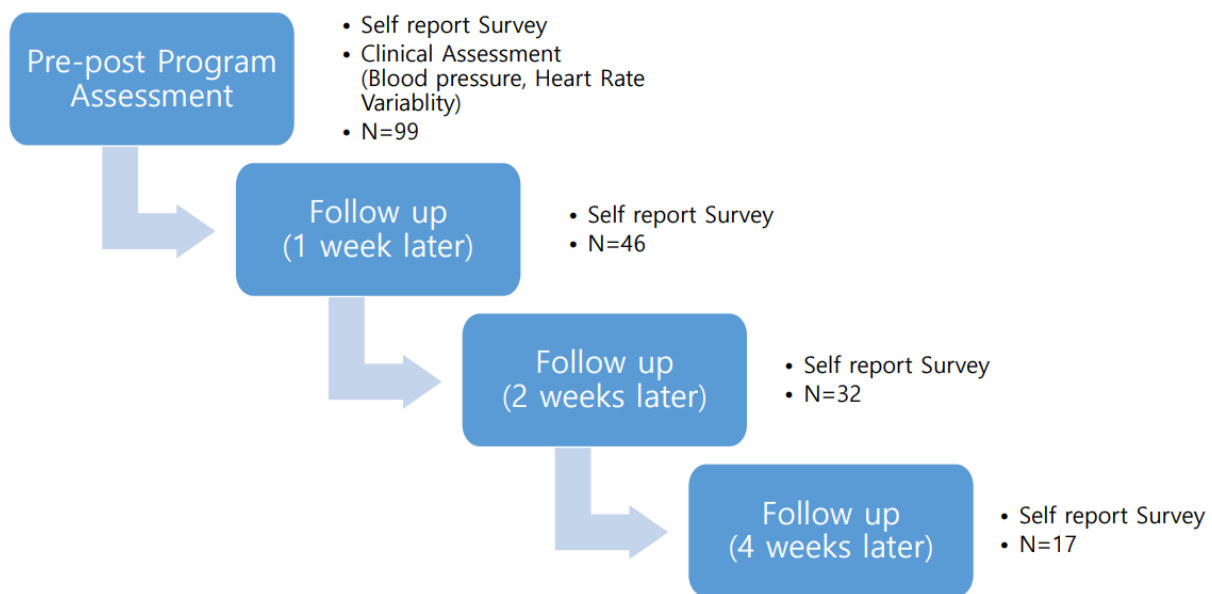 Pre-post Program
Assessment
• Self report Survey
• Clinical Assessment
(Blood pressure, Heart Rate
Variablity)
• N=99
Follow up
(1 week later)
• Self report Survey
• N=46
Follow up
(2 weeks later)
• Self report Survey
• N=32
Follow up
(4 weeks later)
• Self report Survey
• N=17